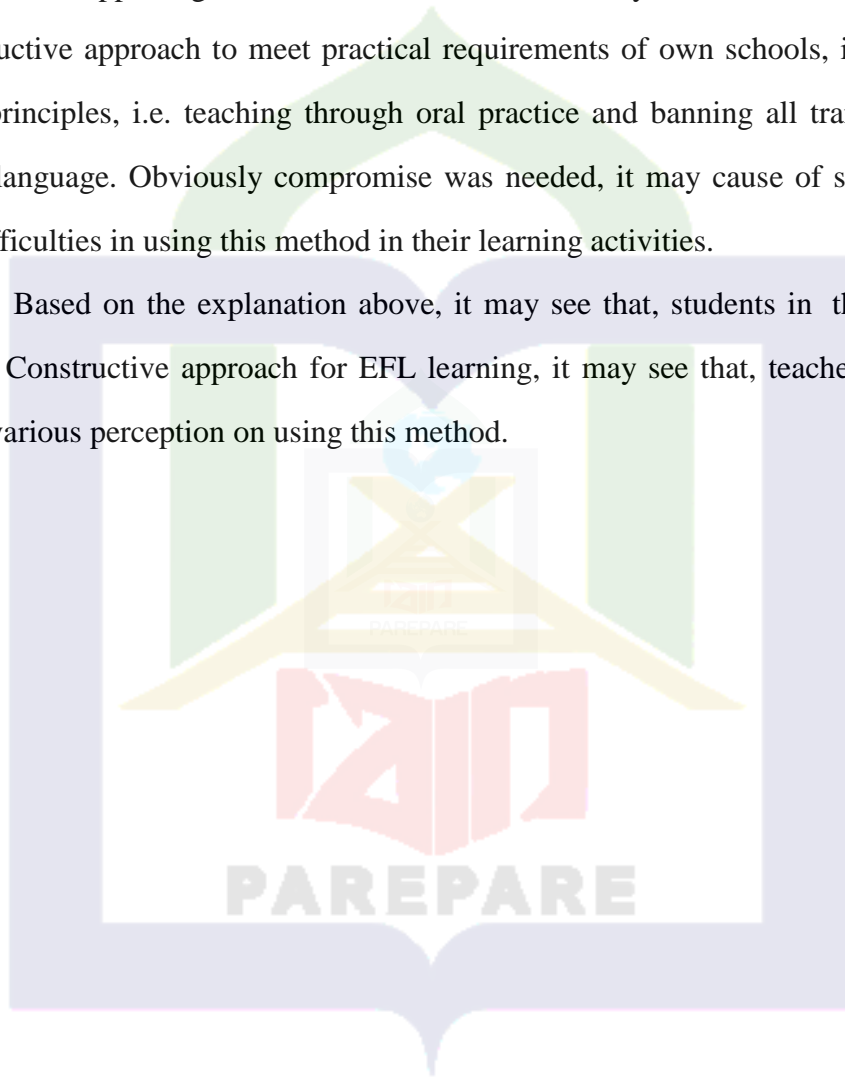 uctive approach to meet practical requirements of own schools, i
principles, i.e. teaching through oral practice and banning all tra
language. Obviously compromise was needed, it may cause of s
fficulties in using this method in their learning activities.
Based on the explanation above, it may see that, students in th
Constructive approach for EFL learning, it may see that, teache
various perception on using this method.
iain
PAREPARE
iain
PAREPARE